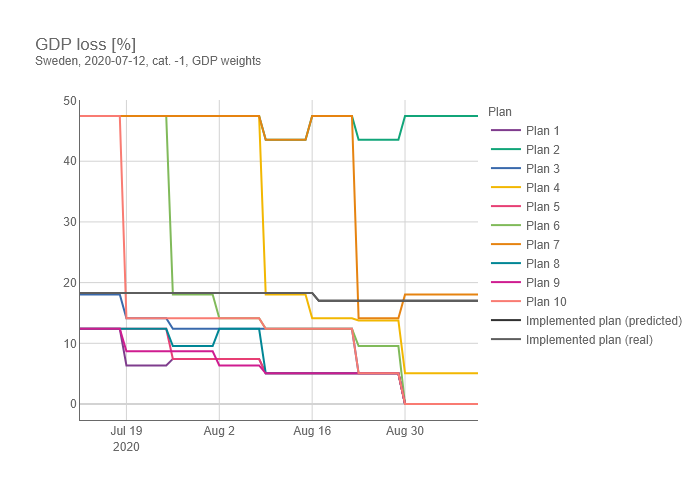 GDP loss [%]
Sweden, 2020-07-12, cat. -1, GDP weights
50
40
30
20
10
0
Jul 19
2020
Aug 2
Aug 16
Aug 30
Plan
Plan 1
Plan 2
Plan 3
Plan 4
Plan 5
Plan 6
Plan 7
Plan 8
Plan 9
Plan 10
Implemented plan (predicted)
Implemented plan (real)